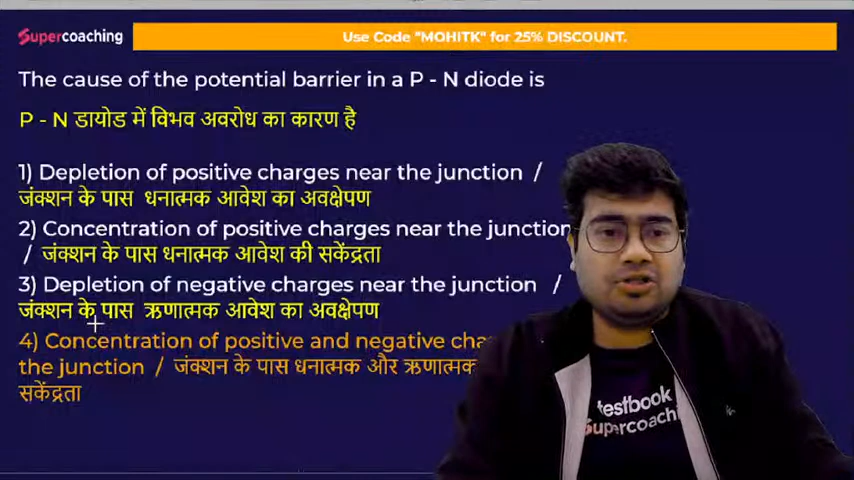 Supercoaching
Use Code "MOHITK" for 25% DISCOUNT.
The cause of the potential barrier in a P - N diode is
P - N डायोड में विभव अवरोध का कारण है
1) Depletion of positive charges near the junction /
जंक्शन के पास धनात्मक आवेश का अवक्षेपण
2) Concentration of positive charges near the junction
/ जंक्शन के पास धनात्मक आवेश की सकेंद्रता
3) Depletion of negative charges near the junction /
जंक्शन के पास ऋणात्मक आवेश का अवक्षेपण
4) Concentration of positive and negative
the junction / जंक्शन के पास धनात्मक और ऋणात्मक
सकेंद्रता
testbook
Supercoach